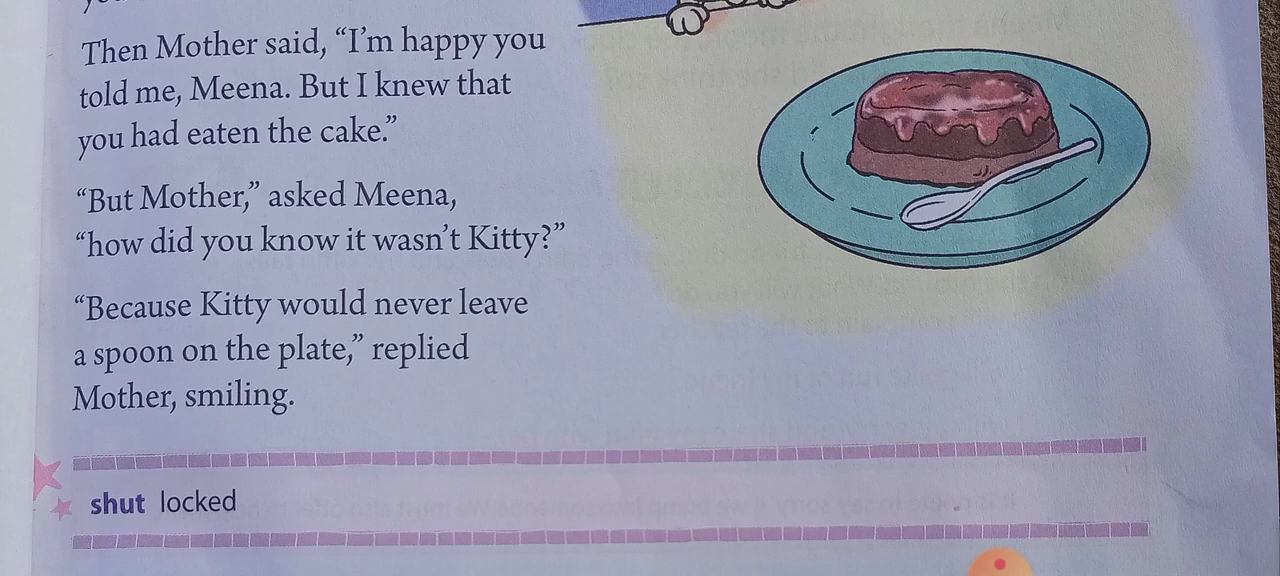 Then Mother said, “I’m happy you
told me, Meena. But I knew that
you had eaten the cake.”
“But Mother,” asked Meena,
“how did you know it wasn’t Kitty?”
“Because Kitty would never leave
a spoon on the plate,” replied
Mother, smiling.
shut locked